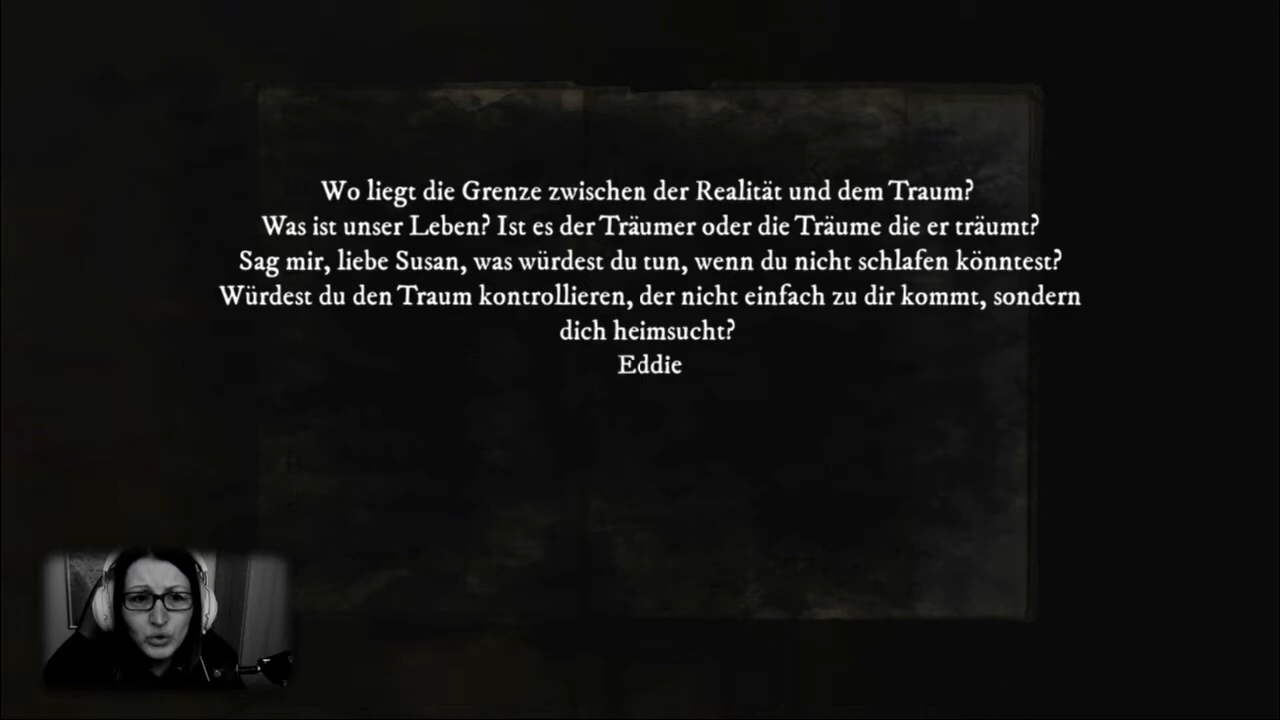 Wo liegt die Grenze zwischen der Realität und dem Traum?
Was ist unser Leben? Ist es der Träumer oder die Träume die er träumt?
Sag mir, liebe Susan, was würdest du tun, wenn du nicht schlafen könntest?
Würdest du den Traum kontrollieren, der nicht einfach zu dir kommt, sondern
dich heimsucht?
Eddie